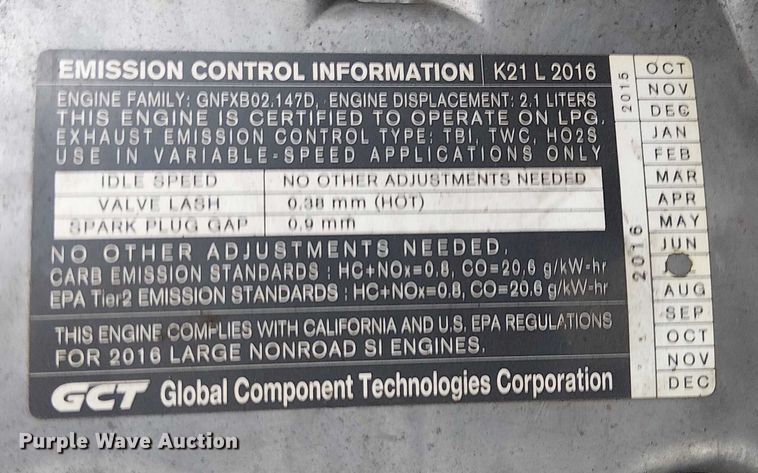 EMISSION CONTROL INFORMATION K21 L 2016
ENGINE FAMILY: GNFXB02.147D, ENGINE DISPLACEMENT: 2.1 LITERS
THIS ENGINE IS CERTIFIED TO OPERATE ON LPG.
EXHAUST EMISSION CONTROL TYPE; TBI, TWC, HO2S
USE IN VARIABLE-SPEED APPLICATIONS ONLY
IDLE SPEED NO OTHER ADJUSTMENTS NEEDED
VALVE LASH 0.38 mm (HOT)
SPARK PLUG GAP 0.9 mm
NO OTHER ADJUSTMENTS NEEDED.
CARB EMISSION STANDARDS : HC+NOx=0.8, CO=20,6 g/kW-hr
EPA Tier2 EMISSION STANDARDS : HC+NOx=0.8, CO=20,6 g/kW-hr
THIS ENGINE COMPLIES WITH CALIFORNIA AND U.S, EPA REGULATIONS
FOR 2016 LARGE NONROAD SI ENGINES.
GCT Global Component Technologies Corporation
2015
OCT
NOV
DEC
2016
JAN
FEB
MAR
APR
MAY
JUN
AUG
SEP
OCT
NOV
DEC
Purple Wave Auction